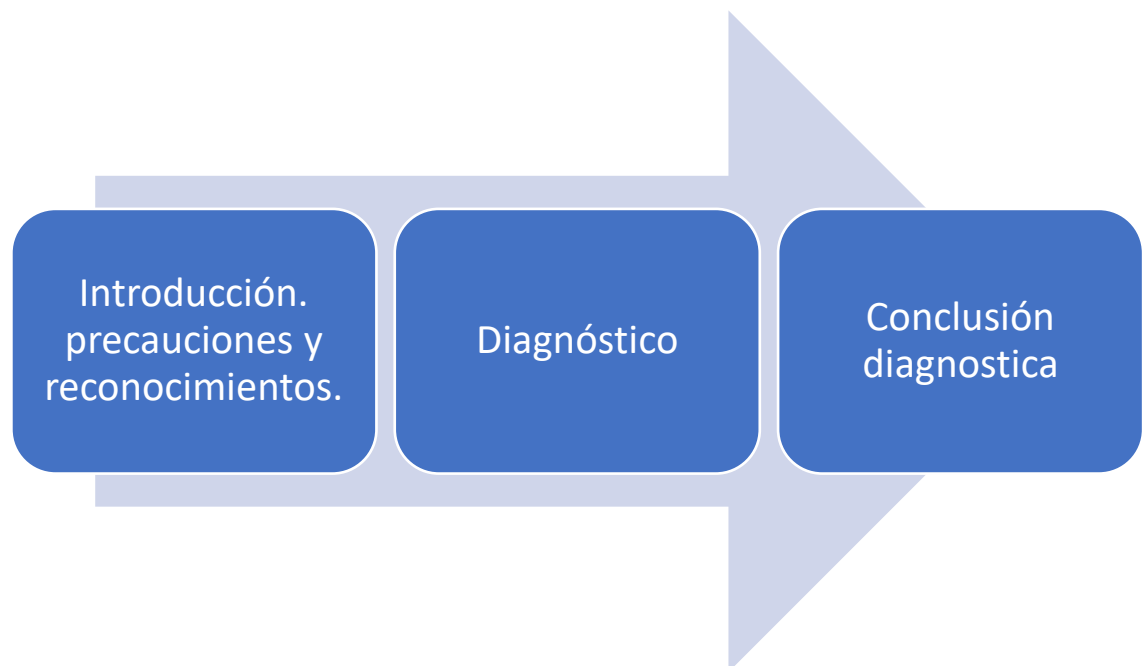 Introducción.
precauciones y
reconocimientos.
Diagnóstico
Conclusión
diagnostica